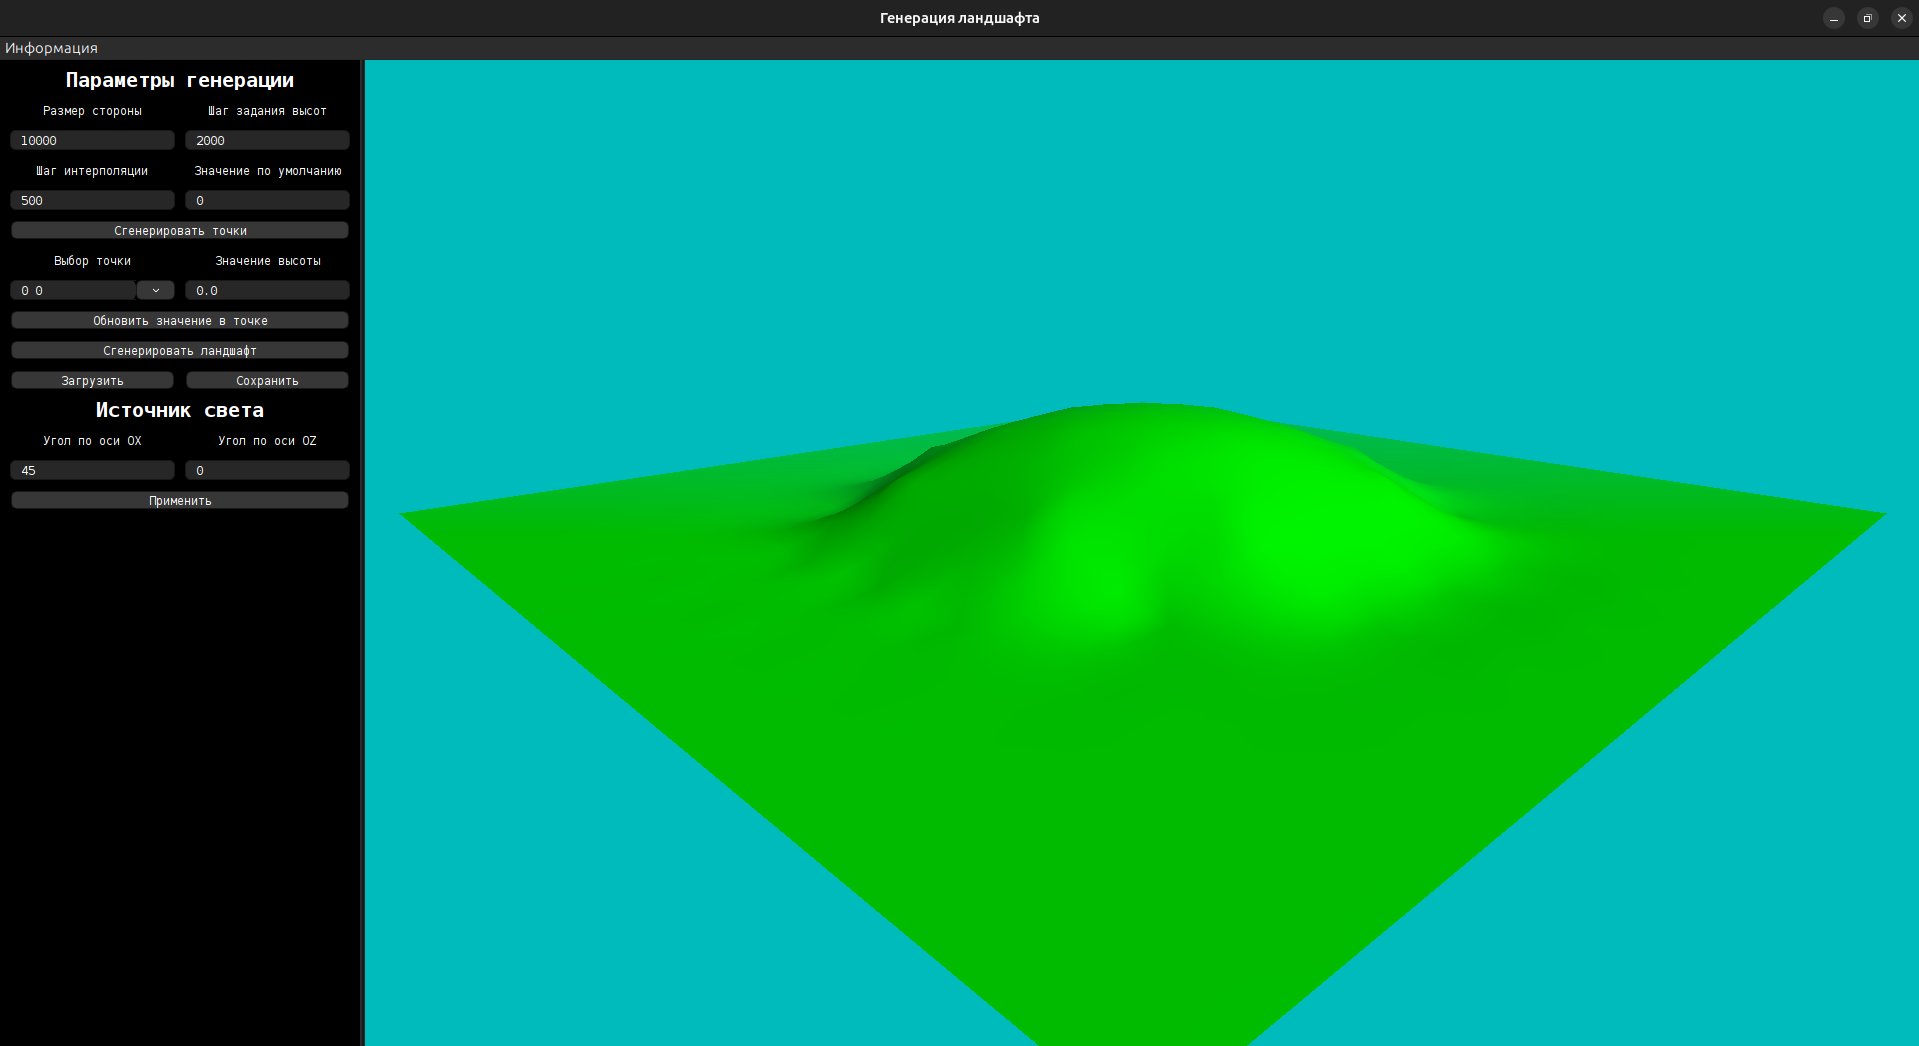 Генерация ландшафта
Информация
Параметры генерации
Размер стороны Шаг задания высот
10000 2000
Шаг интерполяции Значение по умолчанию
500 0
Сгенерировать точки
Выбор точки Значение высоты
0 0 0.0
Обновить значение в точке
Сгенерировать ландшафт
Загрузить Сохранить
Источник света
Угол по оси OX Угол по оси OZ
45 0
Применить